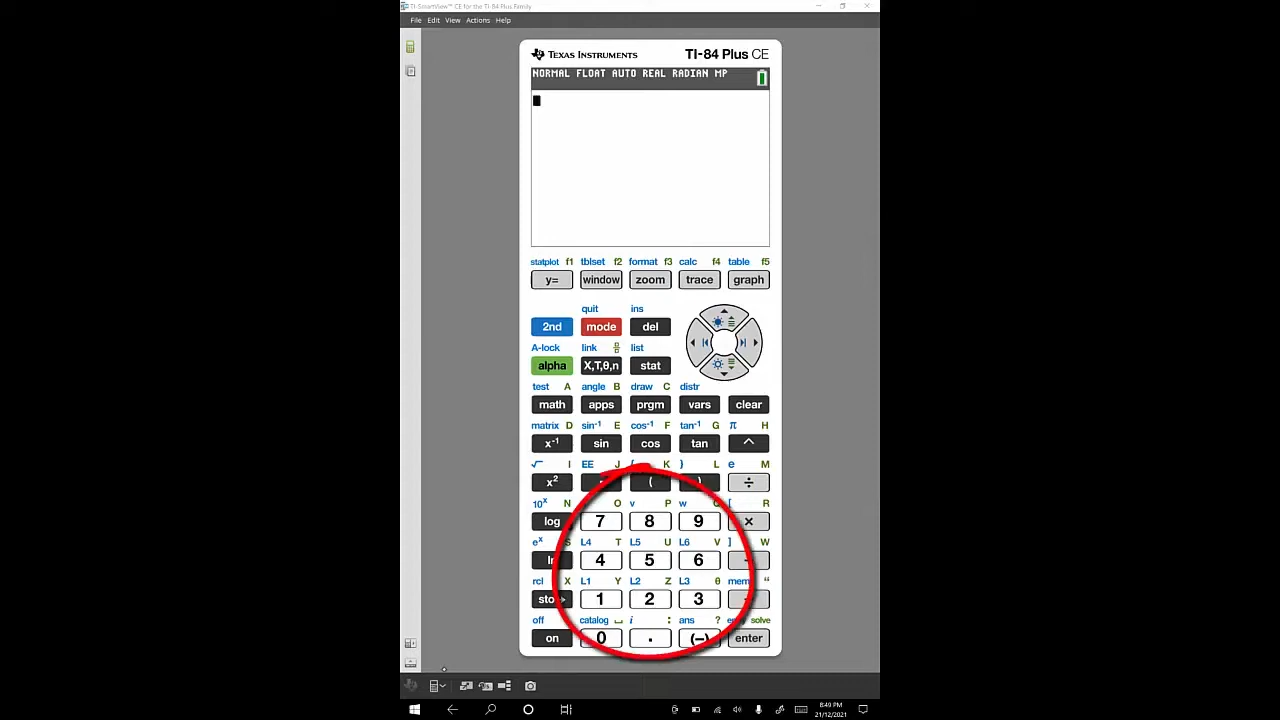 TI-SmartView™ CE for the TI-84 Plus Family
File Edit View Actions Help
TEXAS INSTRUMENTS TI-84 Plus CE
NORMAL FLOAT AUTO REAL RADIAN MP
statplot f1 tblset f2 format f3 calc f4 table f5
y= window zoom trace graph
quit ins
2nd mode del
A-lock link list
alpha X,T,θ,n stat
test A angle B draw C distr
math apps prgm vars clear
matrix D sin⁻¹ E cos⁻¹ F tan⁻¹ G π H
x⁻¹ sin cos tan ^
√ I EE J { K } L e M
x² ( ) ÷
10ˣ N O v P w Q [ R
log 7 8 9 ×
eˣ S L4 T L5 U L6 V ] W
ln 4 5 6 −
rcl X L1 Y L2 Z L3 θ mem “
sto 1 2 3 +
off catalog i : ans ? solve
on 0 . (−) enter
8:49 PM
21/12/2021